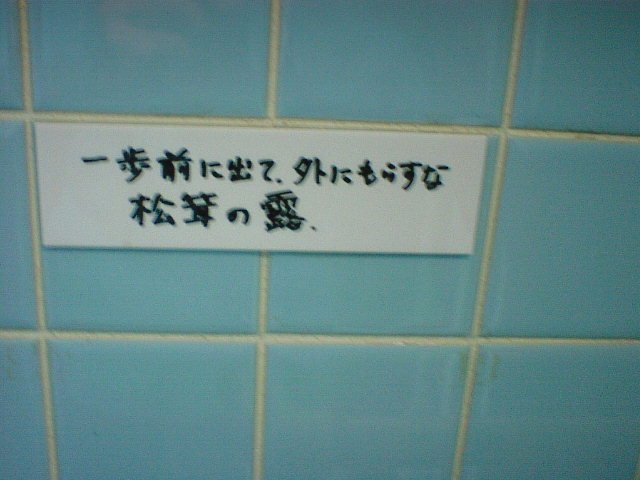 一歩前に出て、外にもらすな
松茸の露、